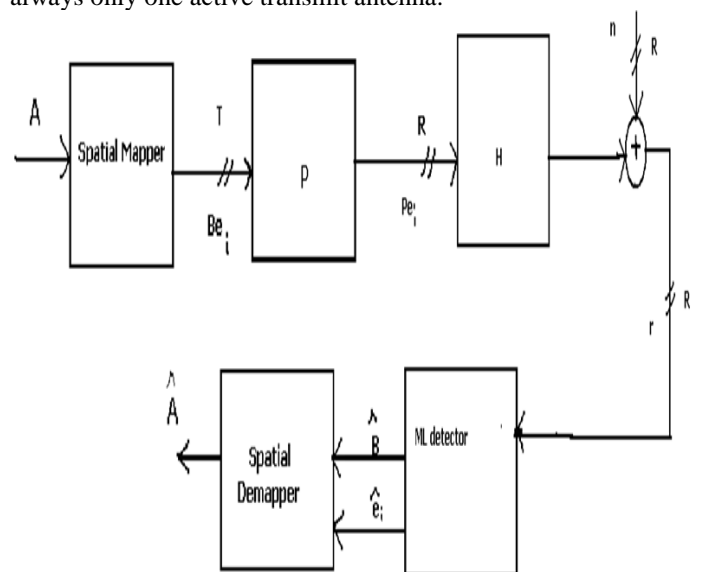 always only one active transmit antenna.
n
R
A
Spatial Mapper
T
Be i
P
R
Pe i
H
+
R
r
^
A
Spatial
Demapper
^
B
^
e i
ML detector